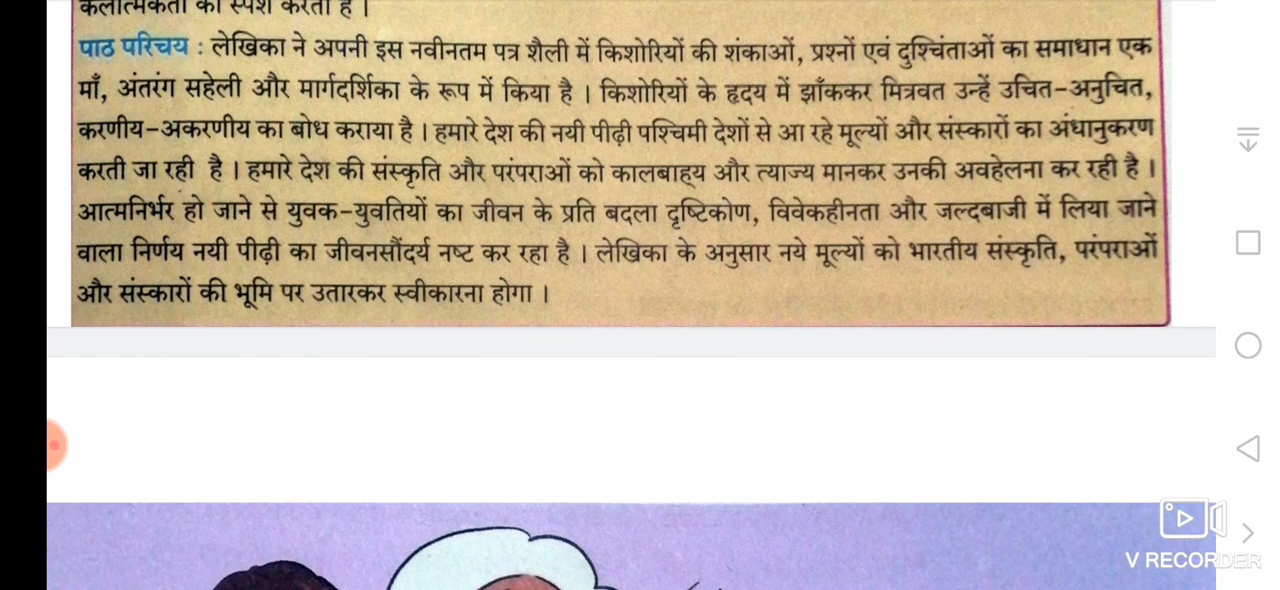 कलात्मकता को स्पर्श करता है ।
पाठ परिचय : लेखिका ने अपनी इस नवीनतम पत्र शैली में किशोरियों की शंकाओं, प्रश्नों एवं दुश्चिंताओं का समाधान एक
माँ, अंतरंग सहेली और मार्गदर्शिका के रूप में किया है । किशोरियों के हृदय में झाँककर मित्रवत उन्हें उचित-अनुचित,
करणीय-अकरणीय का बोध कराया है । हमारे देश की नयी पीढ़ी पश्चिमी देशों से आ रहे मूल्यों और संस्कारों का अंधानुकरण
करती जा रही है । हमारे देश की संस्कृति और परंपराओं को कालबाह्य और त्याज्य मानकर उनकी अवहेलना कर रही है ।
आत्मनिर्भर हो जाने से युवक-युवतियों का जीवन के प्रति बदला दृष्टिकोण, विवेकहीनता और जल्दबाजी में लिया जाने
वाला निर्णय नयी पीढ़ी का जीवनसौंदर्य नष्ट कर रहा है । लेखिका के अनुसार नये मूल्यों को भारतीय संस्कृति, परंपराओं
और संस्कारों की भूमि पर उतारकर स्वीकारना होगा ।
V RECORDER